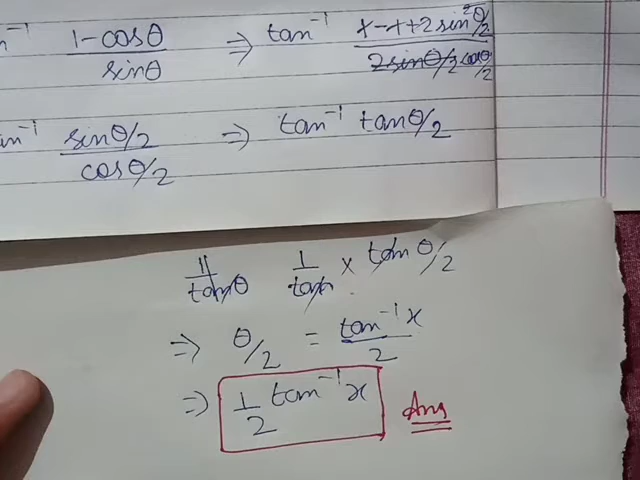 n⁻¹ 1-cosθ/sinθ ⇒ tan⁻¹ x-x+2sin²θ/2 / 2sinθ/2 cosθ/2
an⁻¹ sinθ/2 / cosθ/2 ⇒ tan⁻¹ tanθ/2
1/tanθ 1/tan × tan θ/2
⇒ θ/2 = tan⁻¹x/2
⇒ 1/2 tan⁻¹x Ans